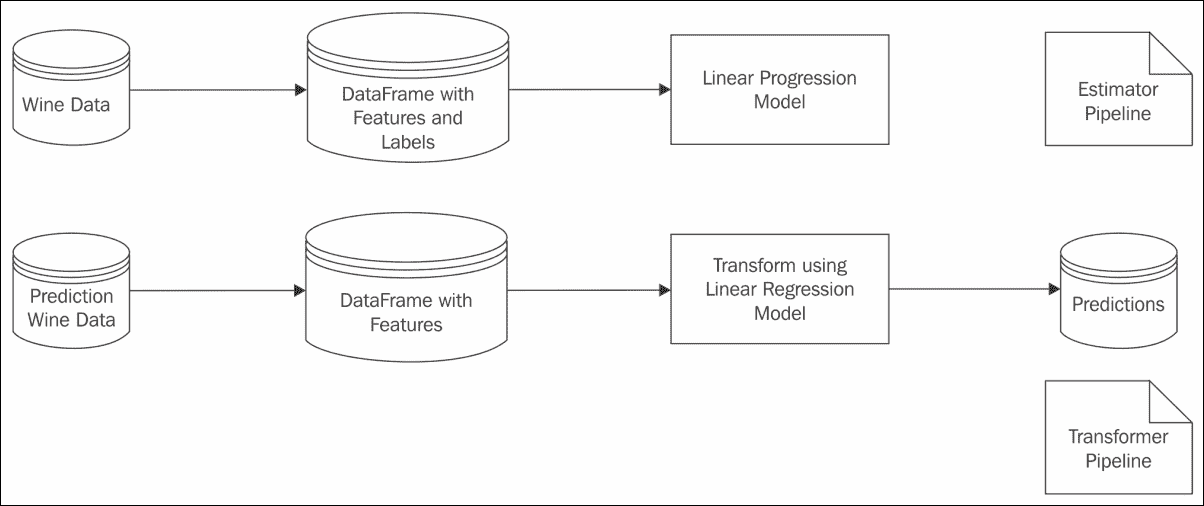 Wine Data
DataFrame with
Features and
Labels
Linear Progression
Model
Estimator
Pipeline
Prediction
Wine Data
DataFrame with
Features
Transform using
Linear Regression
Model
Predictions
Transformer
Pipeline